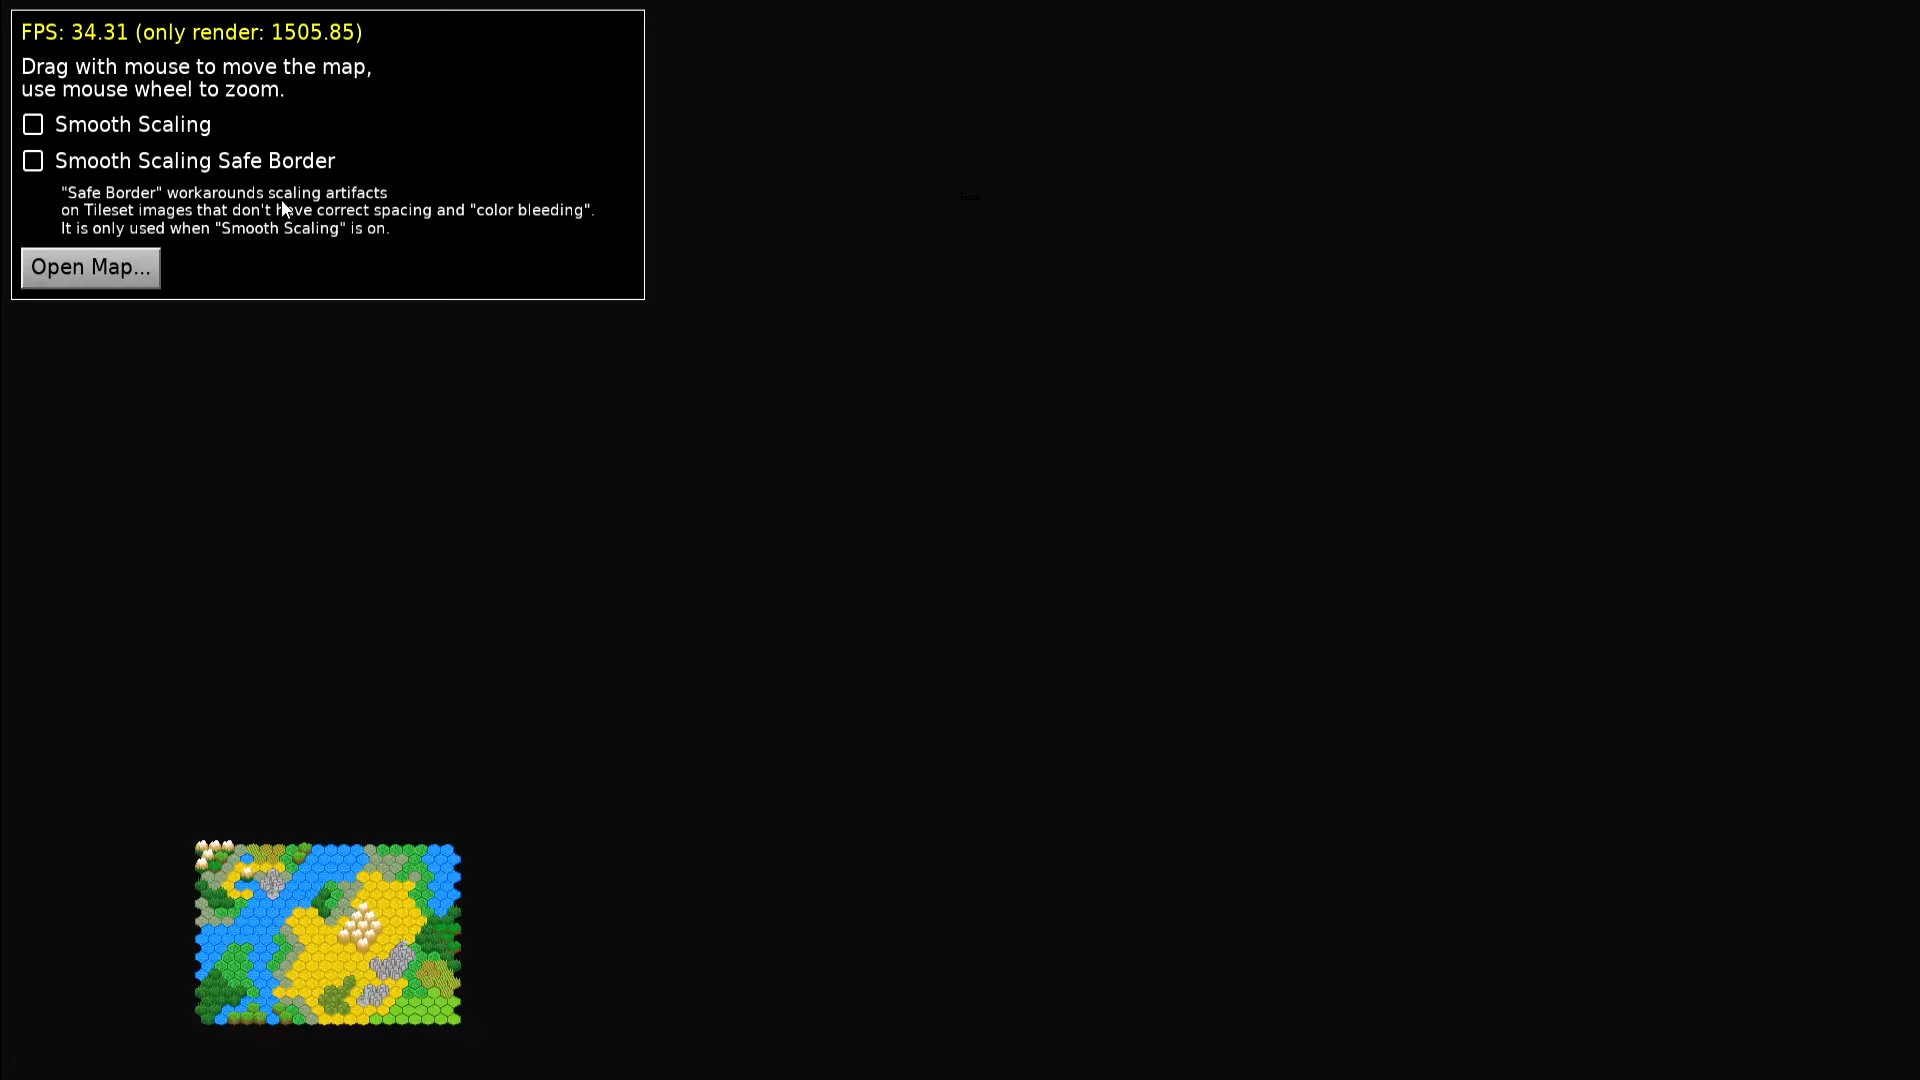 FPS: 34.31 (only render: 1505.85)
Drag with mouse to move the map,
use mouse wheel to zoom.
Smooth Scaling
Smooth Scaling Safe Border
"Safe Border" workarounds scaling artifacts
on Tileset images that don't have correct spacing and "color bleeding".
It is only used when "Smooth Scaling" is on.
Open Map...